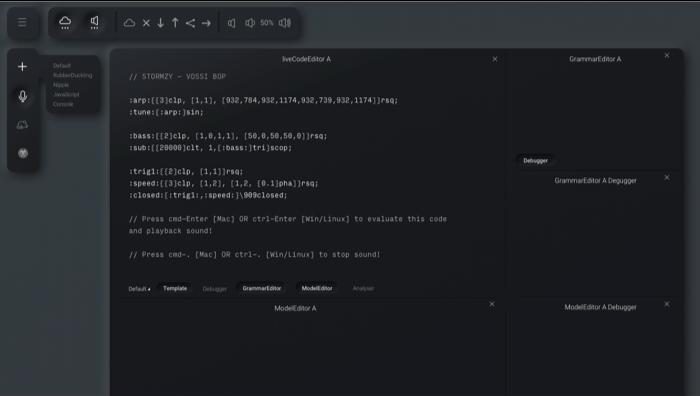 50%
Default
RubberDucking
Nipple
JavaScript
Console
liveCodeEditor A
// STORMZY - VOSSI BOP
:arp:[[3]clp, [1,1], [932,784,932,1174,932,739,932,1174]]rsq;
:tune:[:arp:]sin;
:bass:[[2]clp, [1,0,1,1], [50,0,50,50,0]]rsq;
:sub:[[20000]clt, 1,[:bass:]tri]scop;
:trig1:[[2]clp, [1,1]]rsq;
:speed:[[3]clp, [1,2], [1,2, [0.1]pha]]rsq;
:closed:[:trig1:,:speed:]\909closed;
// Press cmd-Enter [Mac] OR ctrl-Enter [Win/Linux] to evaluate this code
and playback sound!
// Press cmd-. [Mac] OR ctrl-. [Win/Linux] to stop sound!
Default
Template
Debugger
GrammarEditor
ModelEditor
Analyser
GrammarEditor A
Debugger
GrammarEditor A Degugger
ModelEditor A
ModelEditor A Debugger